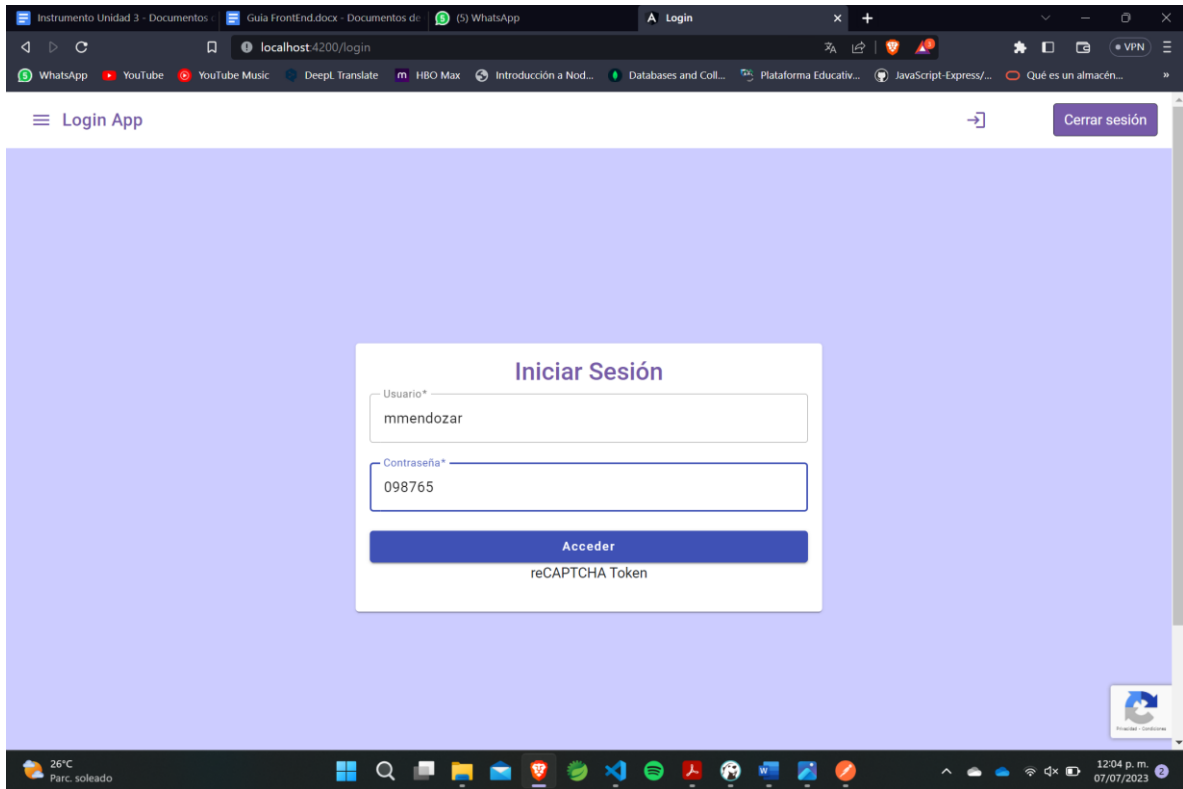 Instrumento Unidad 3 - Documentos
Guia FrontEnd.docx - Documentos de
(5) WhatsApp
Login
localhost:4200/login
VPN
WhatsApp
YouTube
YouTube Music
DeepL Translate
HBO Max
Introducción a Nod...
Databases and Coll...
Plataforma Educativ...
JavaScript-Express/...
Qué es un almacén...
»
Login App
Cerrar sesión
Iniciar Sesión
Usuario*
mmendozar
Contraseña*
098765
Acceder
reCAPTCHA Token
Privacidad - Condiciones
26°C
Parc. soleado
12:04 p. m.
07/07/2023
2